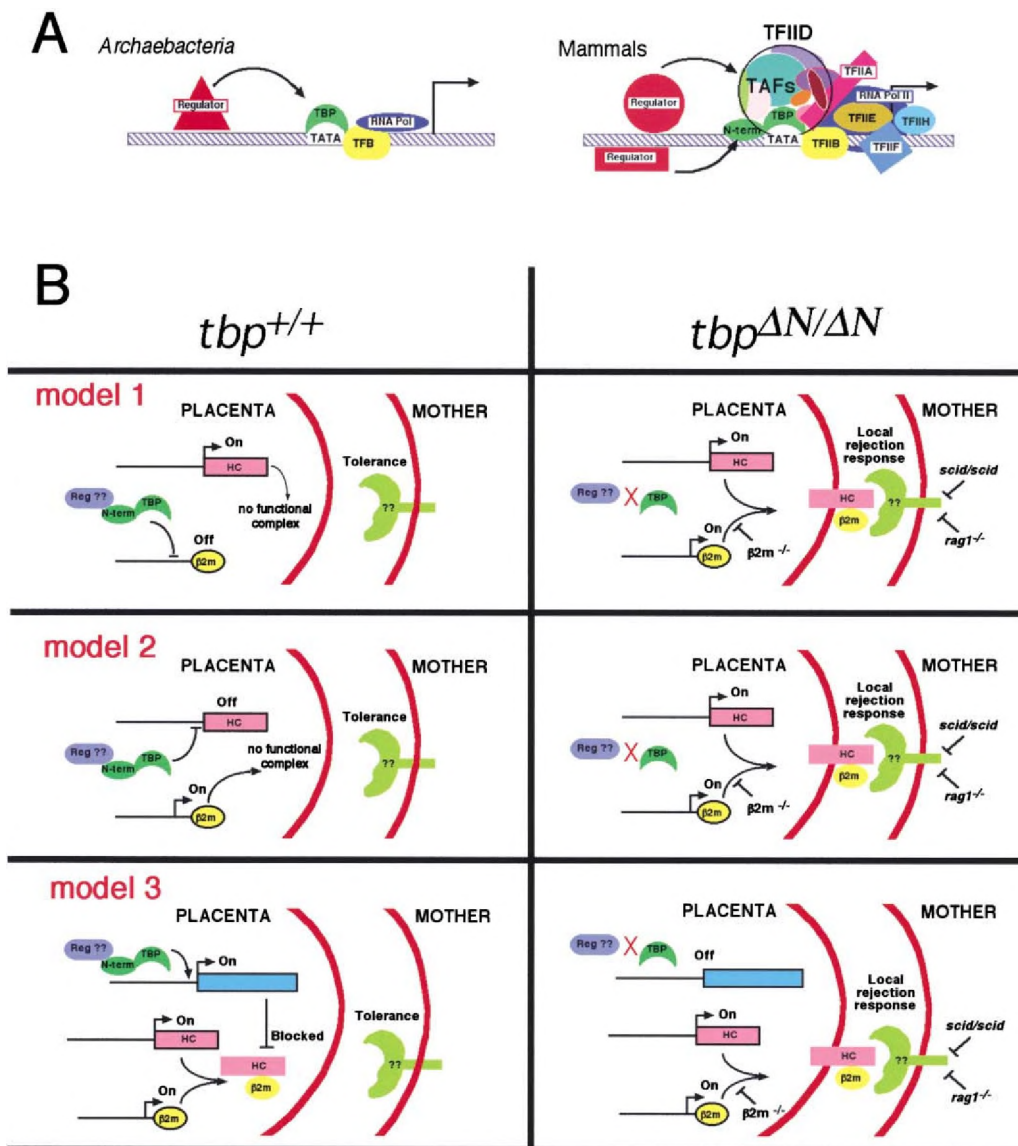 A
Archaebacteria
Regulator
TBP
TATA
TFB
RNA Pol
Mammals
TFIID
Regulator
Regulator
TAFs
N-term
TBP
TATA
TFIIB
TFIIA
RNA Pol II
TFIIE
TFIIH
TFIIF
B
tbp+/+
tbpΔN/ΔN
model 1
PLACENTA
MOTHER
On
HC
Reg ??
N-term
TBP
no functional
complex
Off
β2m
Tolerance
??
PLACENTA
MOTHER
On
HC
Reg ??
X
TBP
On
β2m
β2m -/-
HC
β2m
Local
rejection
response
??
scid/scid
rag1-/-
model 2
PLACENTA
MOTHER
Off
HC
Reg ??
N-term
TBP
no functional
complex
On
β2m
Tolerance
??
PLACENTA
MOTHER
On
HC
Reg ??
X
TBP
On
β2m
β2m -/-
HC
β2m
Local
rejection
response
??
scid/scid
rag1-/-
model 3
PLACENTA
MOTHER
Reg ??
N-term
TBP
On
Blocked
On
HC
HC
β2m
On
β2m
Tolerance
??
PLACENTA
MOTHER
Reg ??
X
TBP
Off
On
HC
On
β2m
β2m -/-
HC
β2m
Local
rejection
response
??
scid/scid
rag1-/-